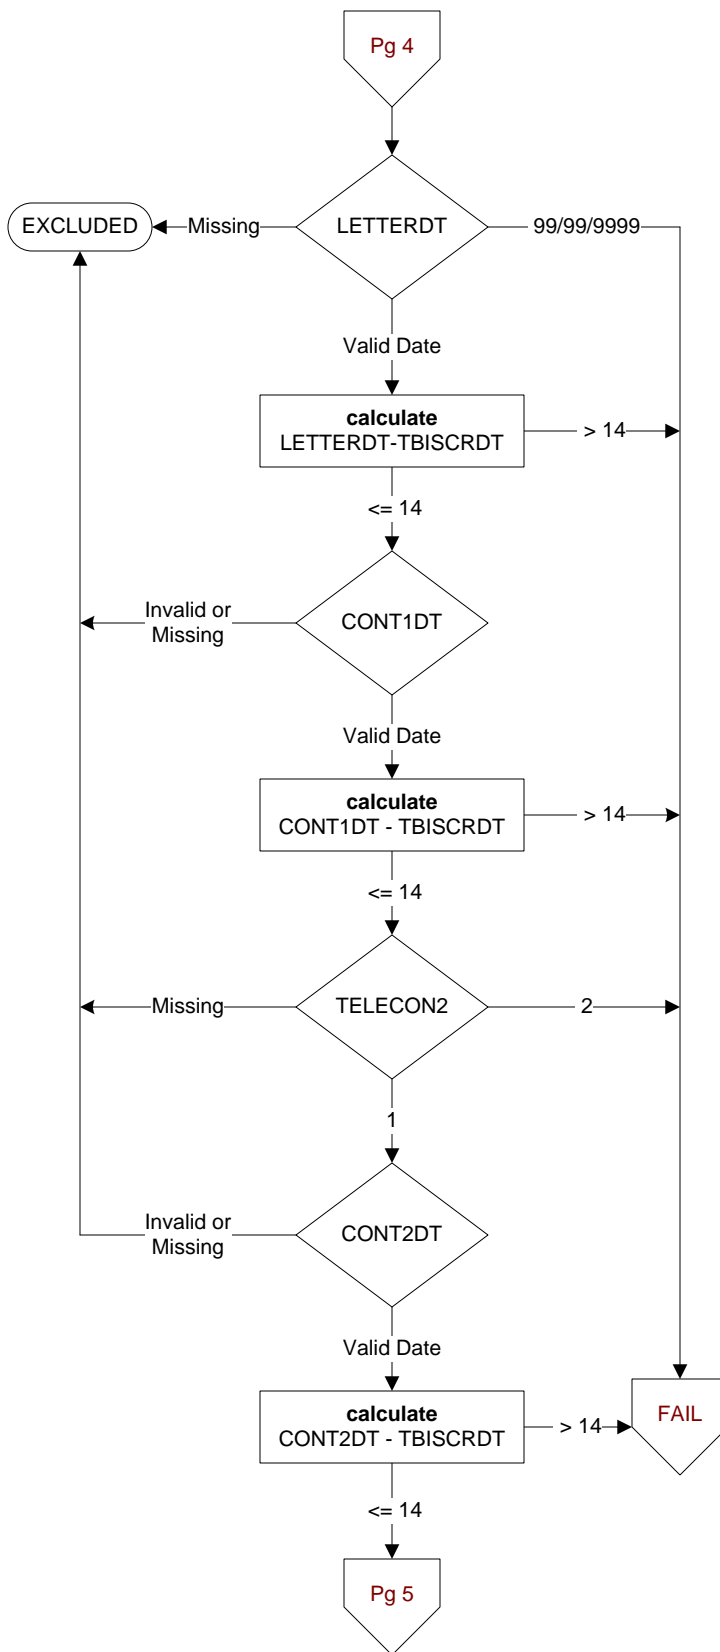 Pg 4
EXCLUDED
Missing
LETTERDT
99/99/9999
Valid Date
calculate
LETTERDT-TBISCRDT
> 14
<= 14
Invalid or
Missing
CONT1DT
Valid Date
calculate
CONT1DT - TBISCRDT
> 14
<= 14
Missing
TELECON2
2
1
Invalid or
Missing
CONT2DT
Valid Date
calculate
CONT2DT - TBISCRDT
> 14
FAIL
<= 14
Pg 5